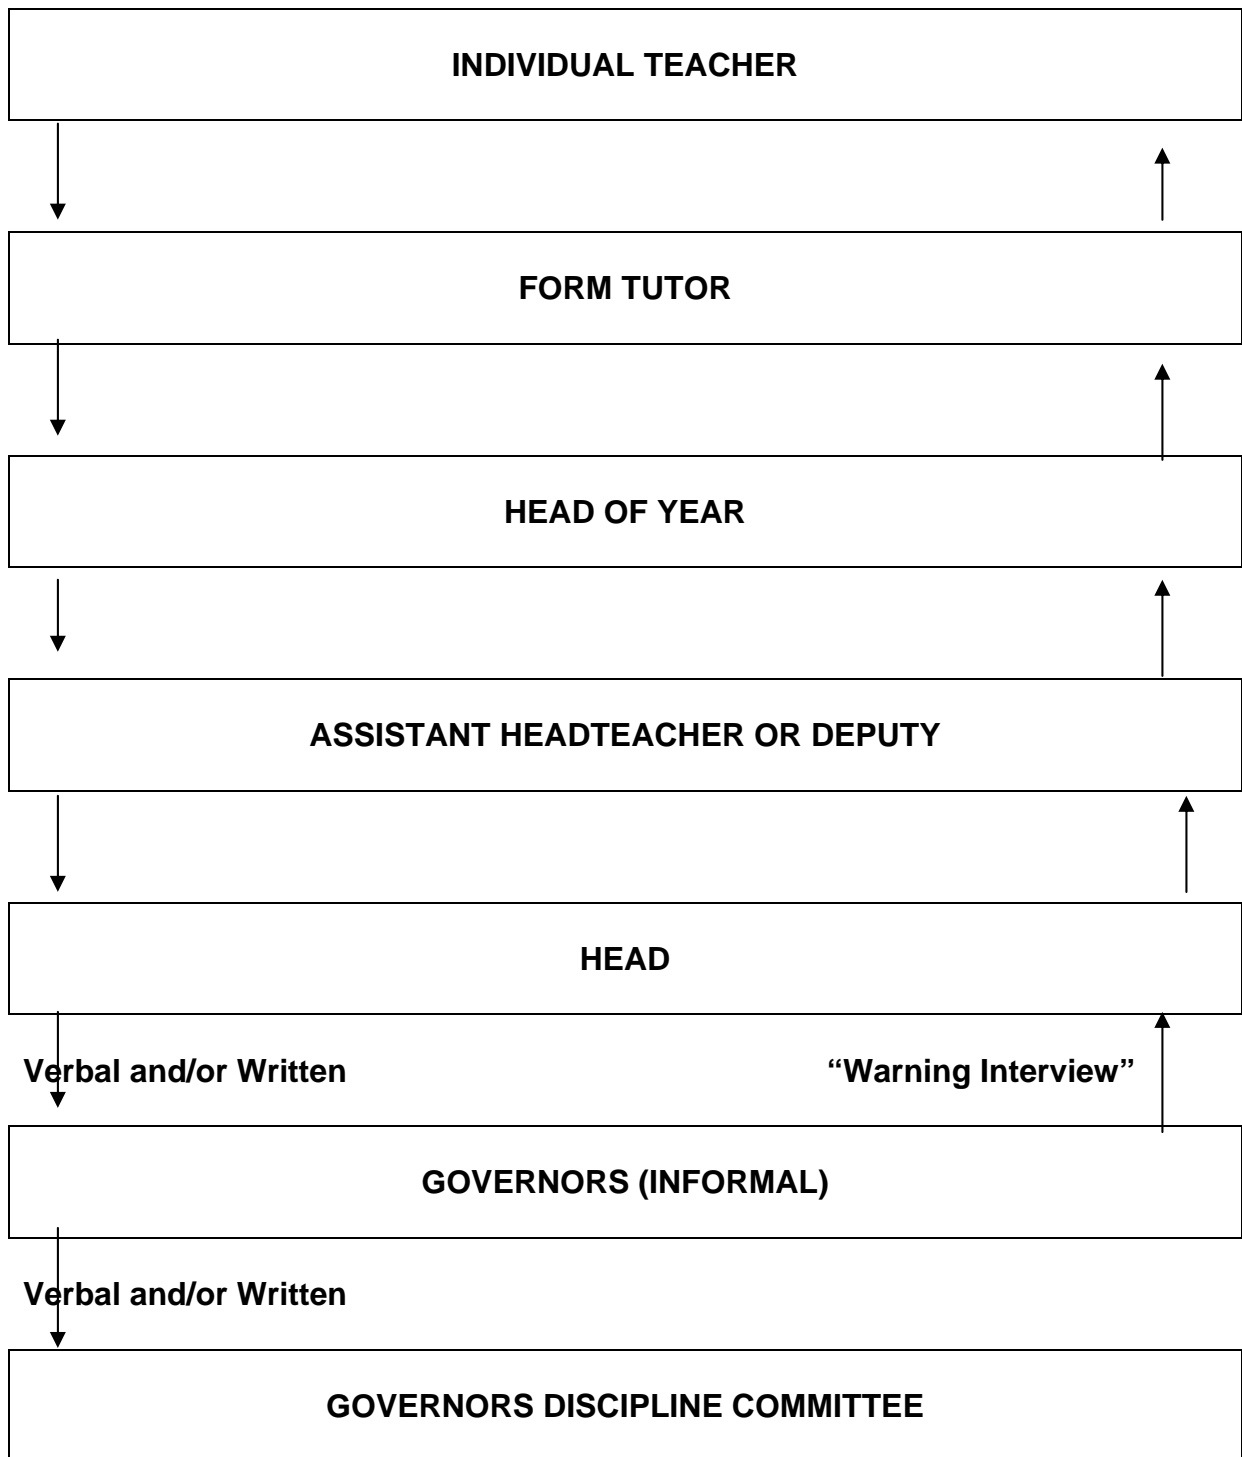 INDIVIDUAL TEACHER
FORM TUTOR
HEAD OF YEAR
ASSISTANT HEADTEACHER OR DEPUTY
HEAD
Verbal and/or Written “Warning Interview”
GOVERNORS (INFORMAL)
Verbal and/or Written
GOVERNORS DISCIPLINE COMMITTEE